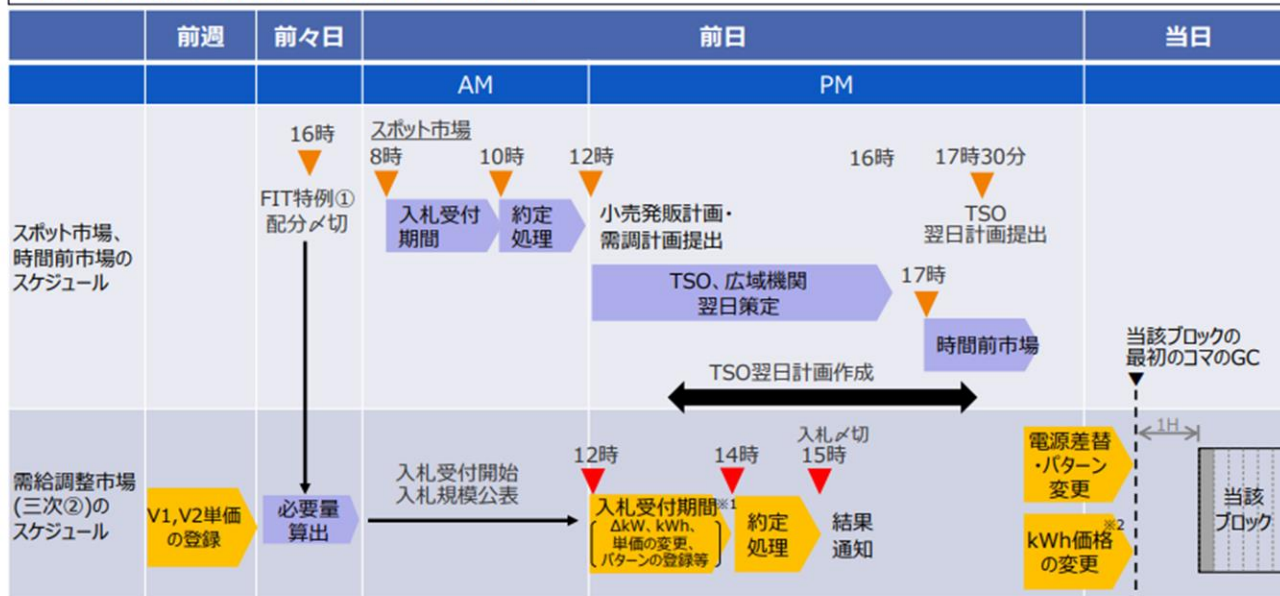 前週
前々日
前日
当日
AM
PM
スポット市場、
時間前市場の
スケジュール
16時
FIT特例①
配分〆切
スポット市場
8時
10時
12時
入札受付
期間
約定
処理
小売発販計画・
需調計画提出
16時
17時30分
TSO
翌日計画提出
TSO、広域機関
翌日策定
17時
時間前市場
TSO翌日計画作成
当該ブロックの
最初のコマのGC
1H
需給調整市場
(三次②)の
スケジュール
V1,V2単価
の登録
必要量
算出
入札受付開始
入札規模公表
12時
14時
入札〆切
15時
入札受付期間※1
ΔkW、kWh、
単価の変更、
パターンの登録等
約定
処理
結果
通知
電源差替
・パターン
変更
kWh価格※2
の変更
当該
ブロック